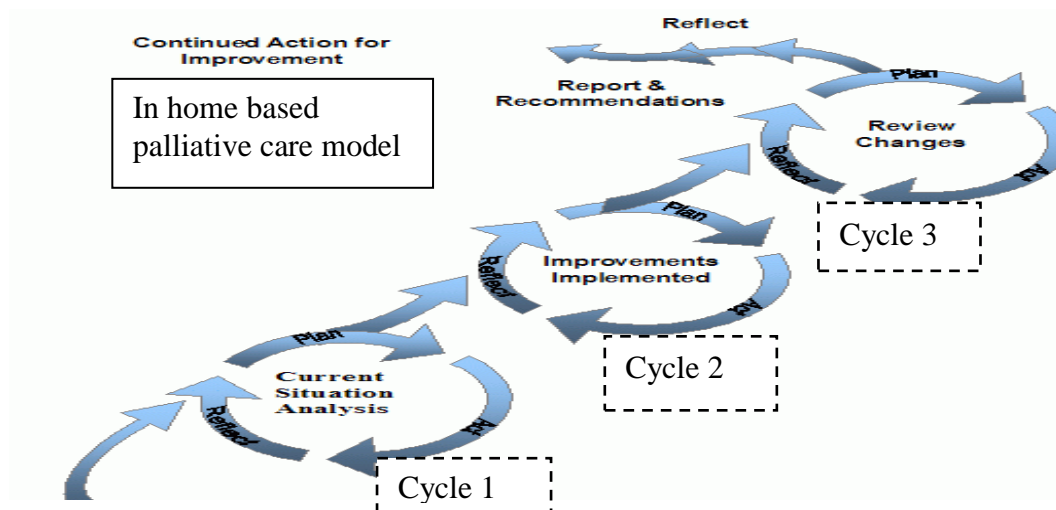 Continued Action for
Improvement
In home based
palliative care model
Reflect
Report &
Recommendations
Plan
Review
Changes
Reflect
Act
Cycle 3
Plan
Improvements
Implemented
Reflect
Act
Cycle 2
Plan
Current
Situation
Analysis
Reflect
Act
Cycle 1